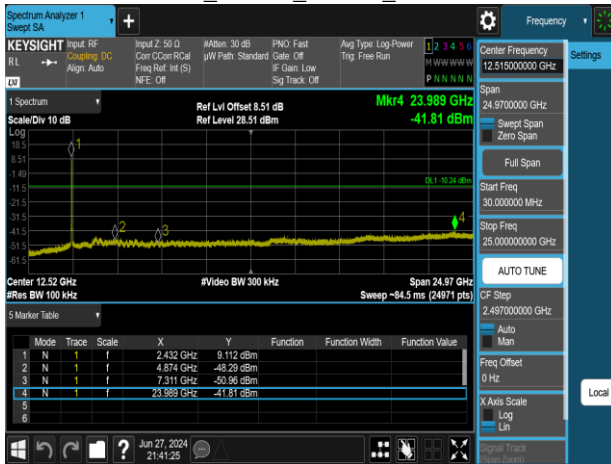 Spectrum Analyzer 1
Swept SA
+
Frequency
KEYSIGHT
RL
LXI
Input: RF
Coupling: DC
Align: Auto
Input Z: 50 Ω
Corr CCorr RCal
Freq Ref: Int (S)
NFE: Off
#Atten: 30 dB
µW Path: Standard
PNO: Fast
Gate: Off
IF Gain: Low
Sig Track: Off
Avg Type: Log-Power
Trig: Free Run
1 2 3 4 5 6
M W W W W W
P N N N N N
Center Frequency
12.515000000 GHz
Settings
Span
24.9700000 GHz
Swept Span
Zero Span
Full Span
Start Freq
30.000000 MHz
Stop Freq
25.000000000 GHz
AUTO TUNE
CF Step
2.497000000 GHz
Auto
Man
Freq Offset
0 Hz
X Axis Scale
Log
Lin
Signal Track
(Span Zoom)
Local
1 Spectrum
Scale/Div 10 dB
Log
Ref Lvl Offset 8.51 dB
Ref Level 28.51 dBm
Mkr4 23.989 GHz
-41.81 dBm
18.5
8.51
-1.49
-11.5
-21.5
-31.5
-41.5
-51.5
-61.5
1
2
3
4
DL1 -10.24 dBm
Center 12.52 GHz
#Res BW 100 kHz
#Video BW 300 kHz
Span 24.97 GHz
Sweep ~84.5 ms (24971 pts)
5 Marker Table
Mode Trace Scale X Y Function Function Width Function Value
1 N 1 f 2.432 GHz 9.112 dBm
2 N 1 f 4.874 GHz -48.29 dBm
3 N 1 f 7.311 GHz -50.96 dBm
4 N 1 f 23.989 GHz -41.81 dBm
5
6
?
Jun 27, 2024
21:41:25